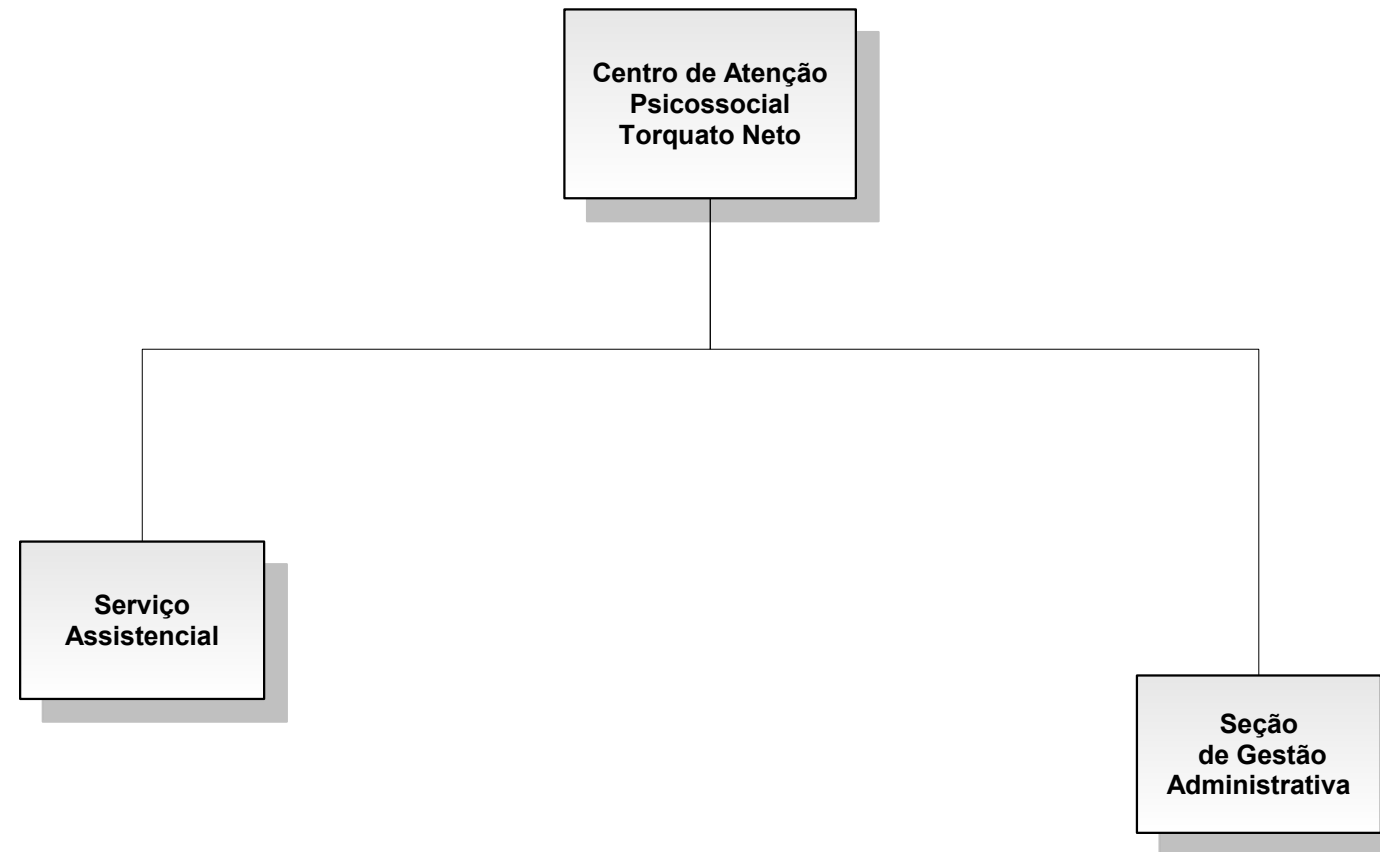 Centro de Atenção
Psicossocial
Torquato Neto
Serviço
Assistencial
Seção
de Gestão
Administrativa